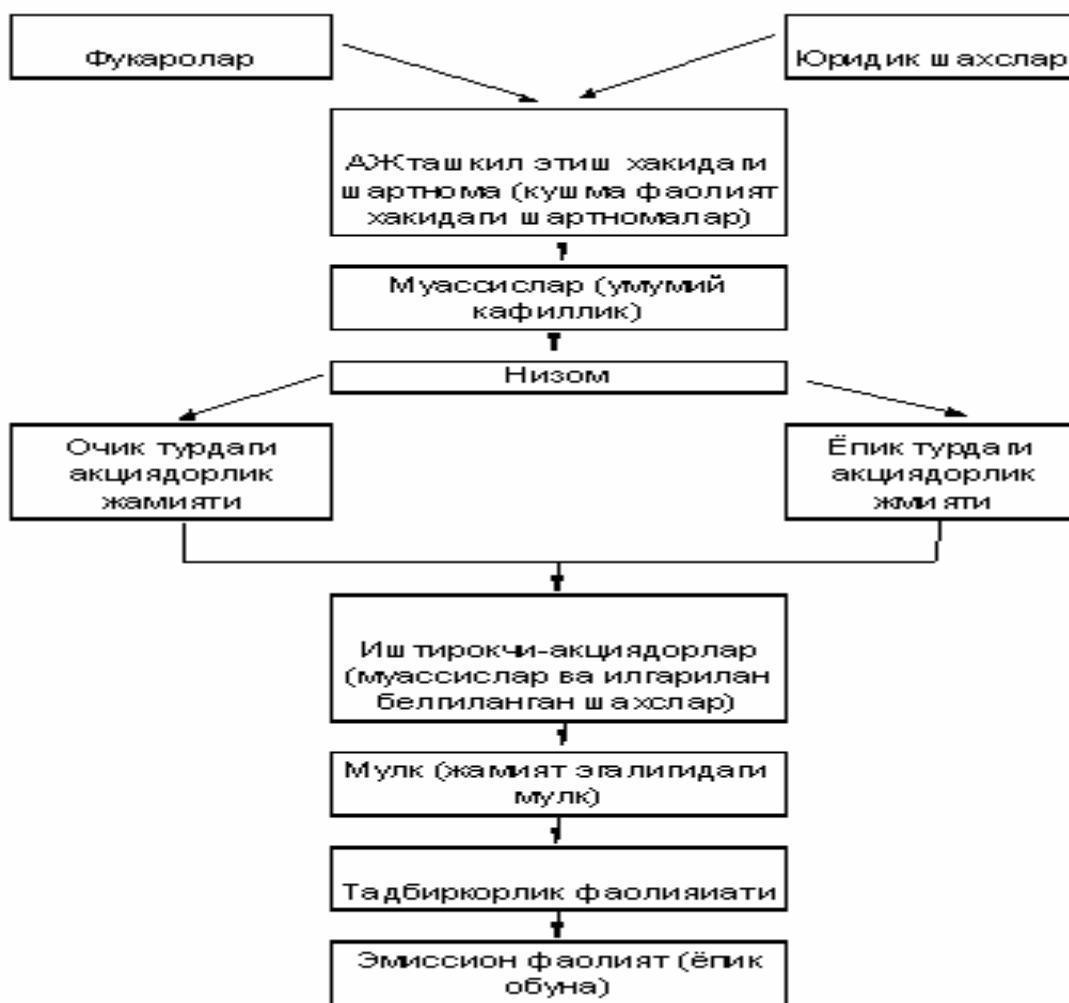 Фукаролар
Юридик шахслар
АЖташкил этиш хакидаги
шартнома (кушма фаолият
хакидаги шартномалар)
Муассислар (умумий
кафиллик)
Низом
Очик турдаги
акциядорлик
жамияти
Ёпик турдаги
акциядорлик
жмияти
Иштирокчи-акциядорлар
(муассислар ва илгарилан
белгиланган шахслар)
Мулк (жамият эгалигидаги
мулк)
Тадбиркорлик фаолияиати
Эмиссион фаолият (ёпик
обуна)